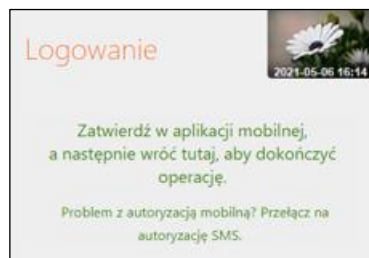 Logowanie
2021-05-06 16:14
Zatwierdź w aplikacji mobilnej,
a następnie wróć tutaj, aby dokończyć
operację.
Problem z autoryzacją mobilną? Przełącz na
autoryzację SMS.